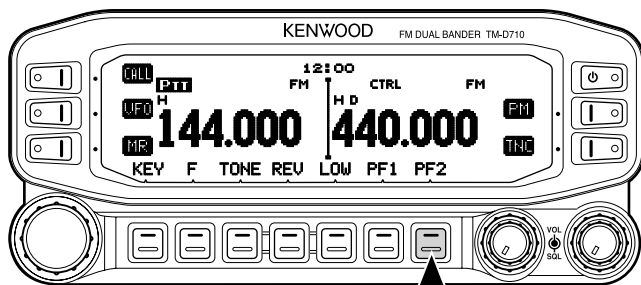 KENWOOD FM DUAL BANDER TM-D710
12:00
CALL PTT FM CTRL FM
VFO H 144.000 H D 440.000 PM
MR TNC
KEY F TONE REV LOW PF1 PF2
VOL
SQL